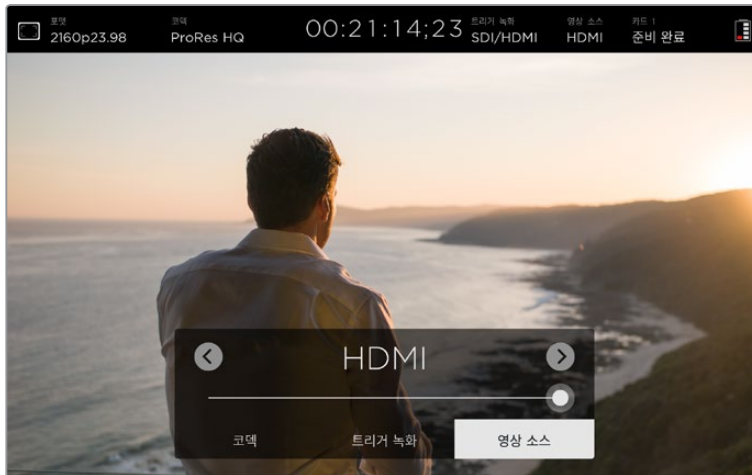 포맷
2160p23.98
코덱
ProRes HQ
00:21:14;23
트리거 녹화
SDI/HDMI
영상 소스
HDMI
카드 1
준비 완료
HDMI
코덱 트리거 녹화 영상 소스